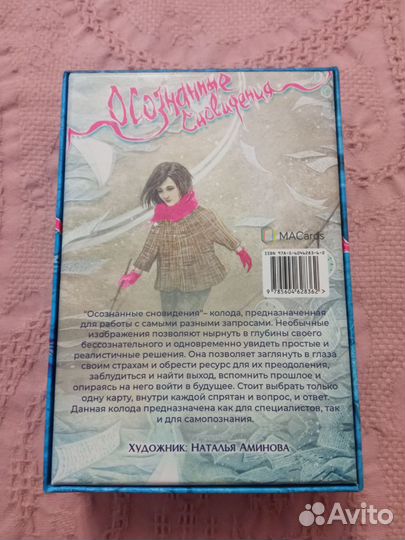 Осознанные
сновидения
MACards
ISBN 978-5-6046283-6-2
9 785604 628362 >
"Осознанные сновидения"– колода, предназначенная
для работы с самыми разными запросами. Необычные
изображения позволяют нырнуть в глубины своего
бессознательного и одновременно увидеть простые и
реалистичные решения. Она позволяет заглянуть в глаза
своим страхам и обрести ресурс для их преодоления,
заблудиться и найти выход, вспомнить прошлое и
опираясь на него войти в будущее. Стоит выбрать только
одну карту, внутри каждой спрятан и вопрос, и ответ.
Данная колода предназначена как для специалистов, так
и для самопознания.
Художник: Наталья Аминова
Avito